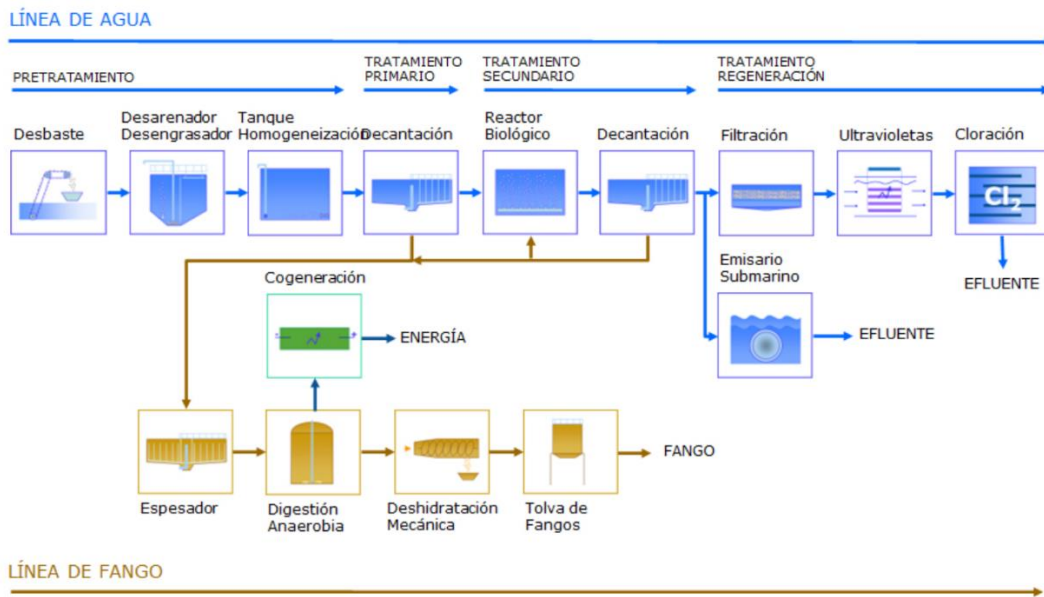 LÍNEA DE AGUA
PRETRATAMIENTO
TRATAMIENTO
PRIMARIO
TRATAMIENTO
SECUNDARIO
TRATAMIENTO
REGENERACIÓN
Desbaste
Desarenador
Desengrasador
Tanque
Homogeneización
Decantación
Reactor
Biológico
Decantación
Filtración
Ultravioletas
Cloración
Cl2
EFLUENTE
Emisario
Submarino
EFLUENTE
Cogeneración
ENERGÍA
Espesador
Digestión
Anaerobia
Deshidratación
Mecánica
Tolva de
Fangos
FANGO
LÍNEA DE FANGO